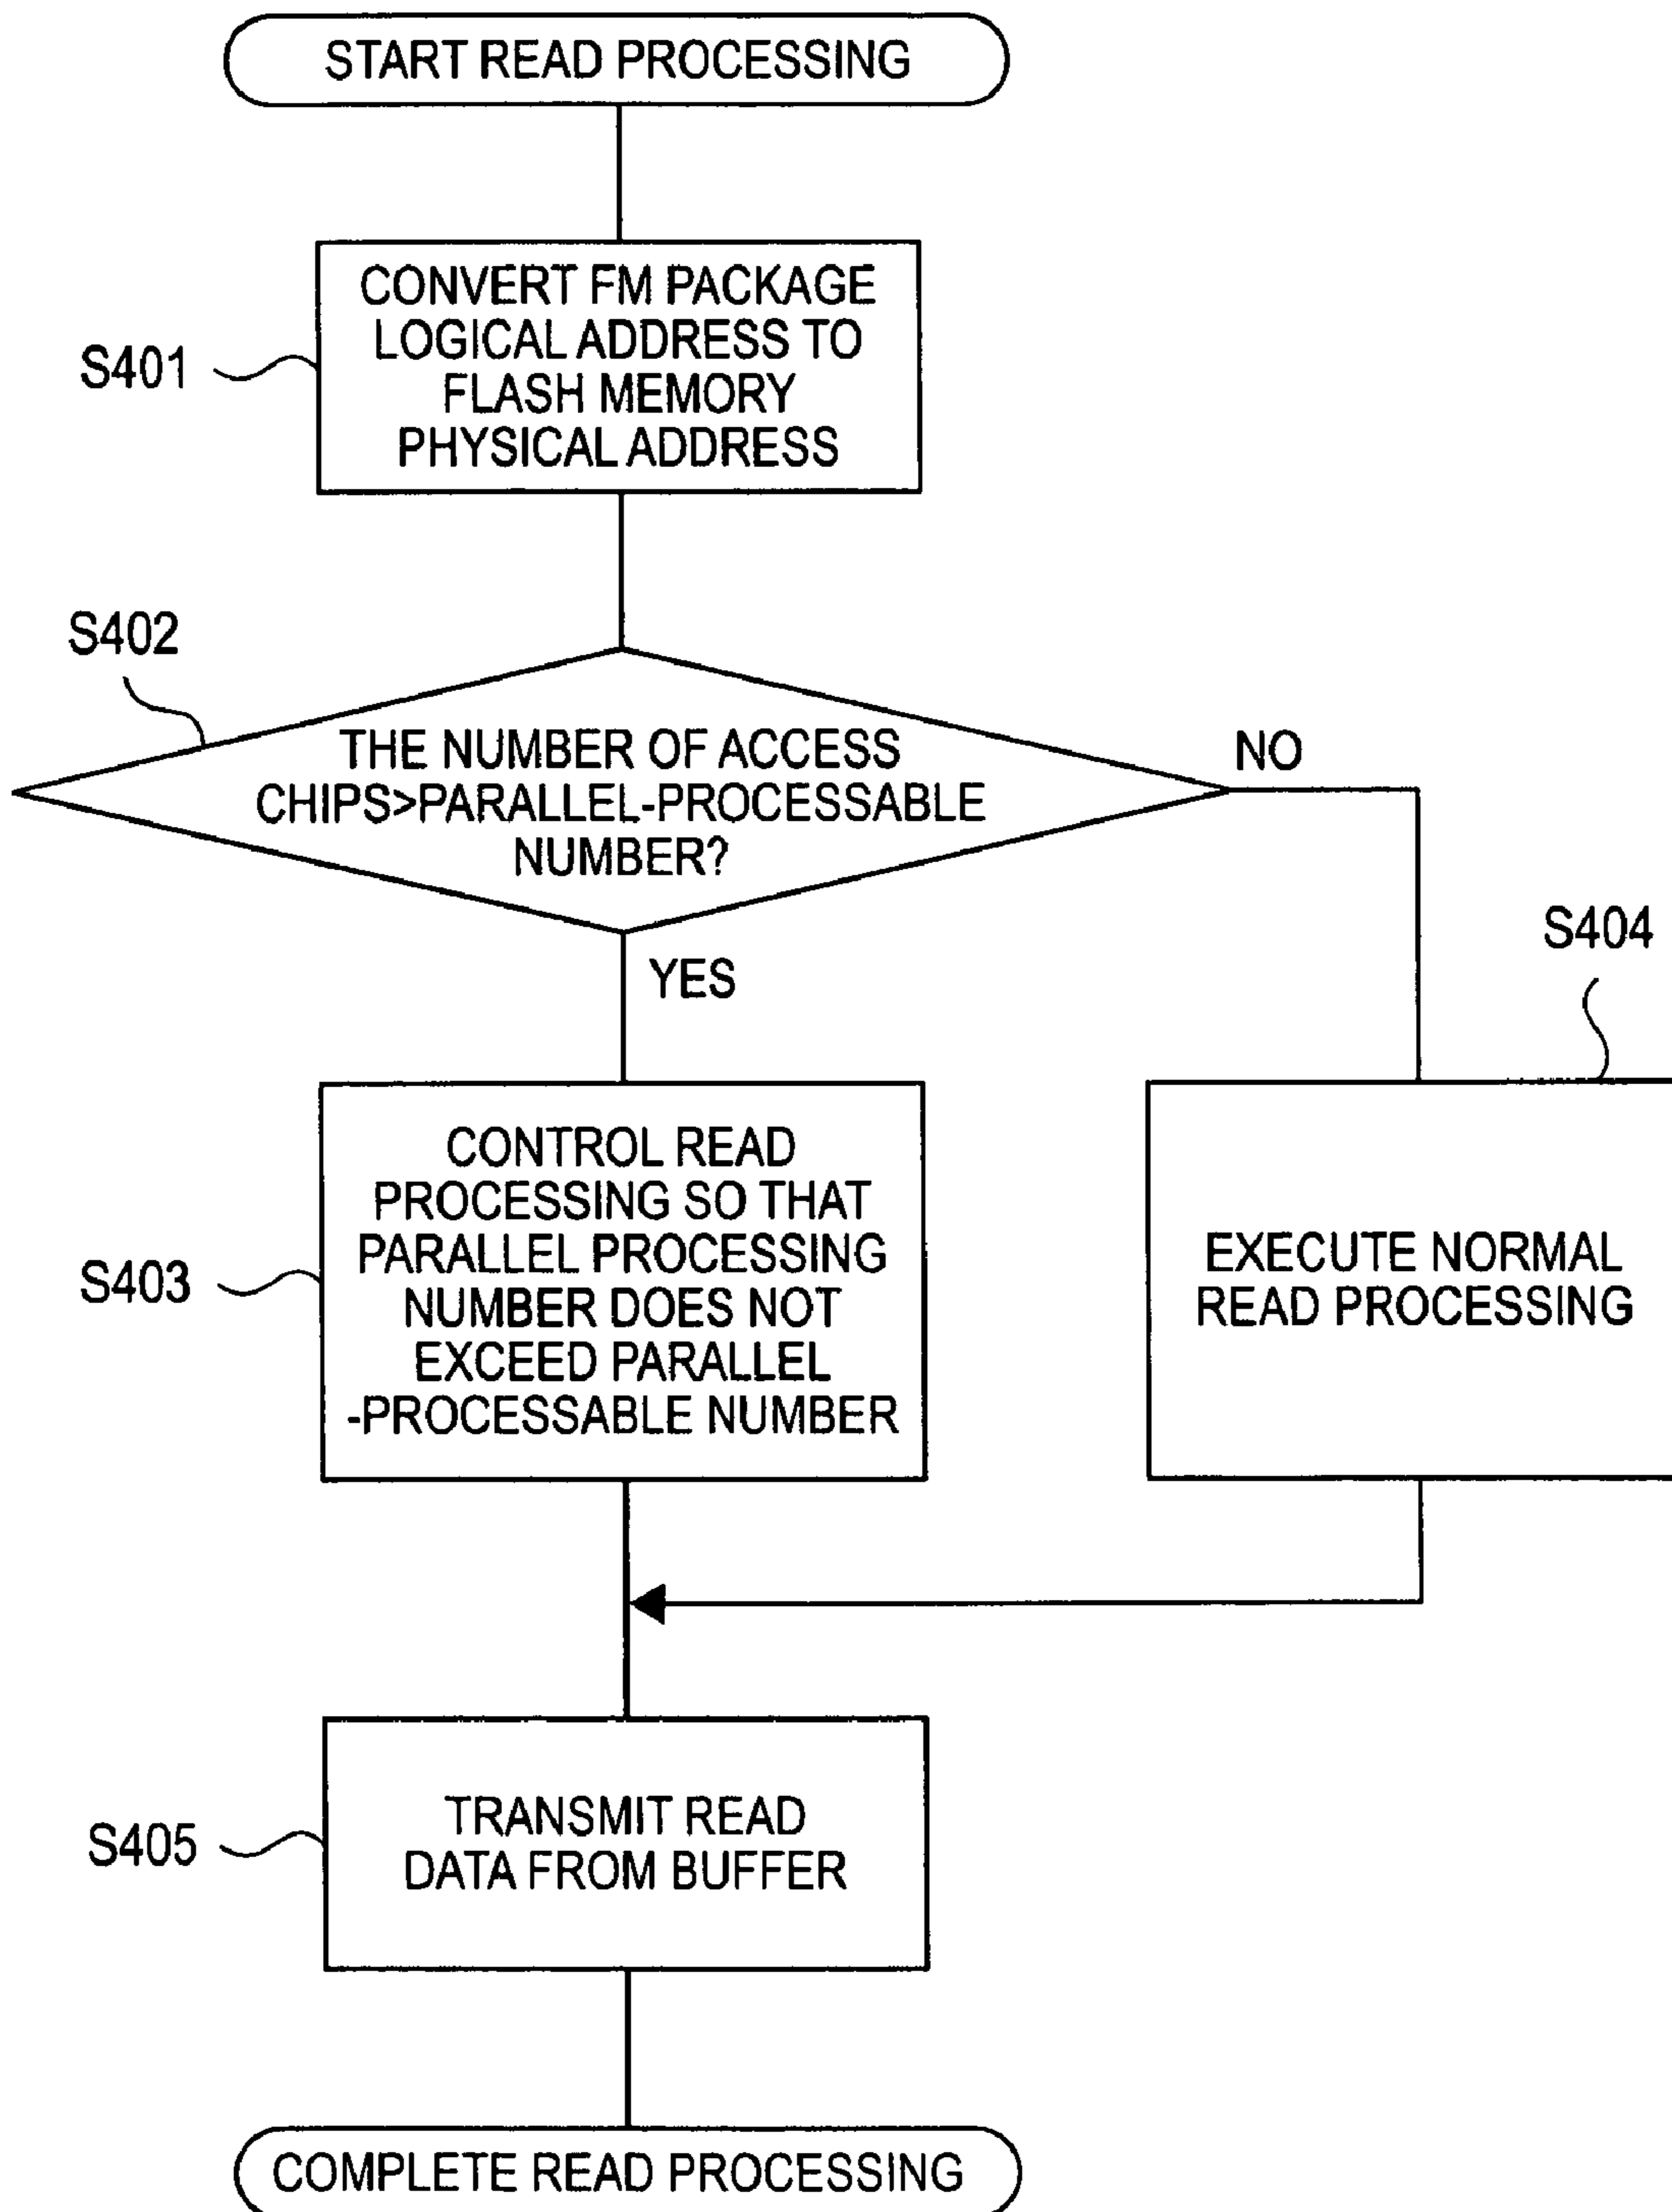 START READ PROCESSING
S401
CONVERT FM PACKAGE
LOGICAL ADDRESS TO
FLASH MEMORY
PHYSICAL ADDRESS
S402
THE NUMBER OF ACCESS
CHIPS>PARALLEL-PROCESSABLE
NUMBER?
NO
YES
S403
CONTROL READ
PROCESSING SO THAT
PARALLEL PROCESSING
NUMBER DOES NOT
EXCEED PARALLEL
-PROCESSABLE NUMBER
S404
EXECUTE NORMAL
READ PROCESSING
S405
TRANSMIT READ
DATA FROM BUFFER
COMPLETE READ PROCESSING